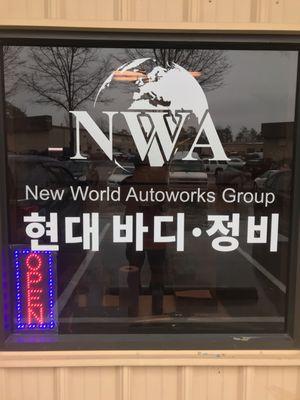 NWA
New World Autoworks Group
현대 바디·정비
OPEN